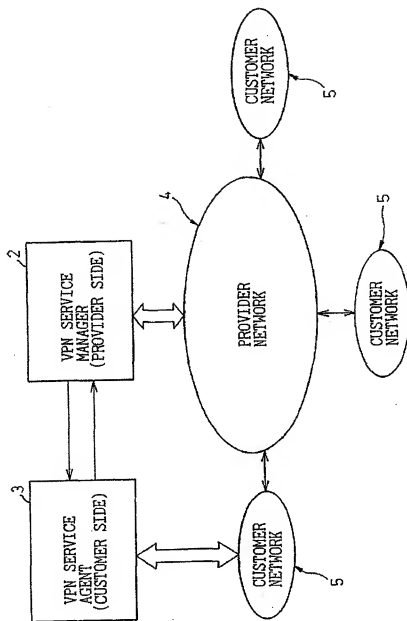 3
VPN SERVICE
AGENT
(CUSTOMER SIDE)
2
VPN SERVICE
MANAGER
(PROVIDER SIDE)
4
PROVIDER
NETWORK
CUSTOMER
NETWORK
5
CUSTOMER
NETWORK
5
CUSTOMER
NETWORK
5